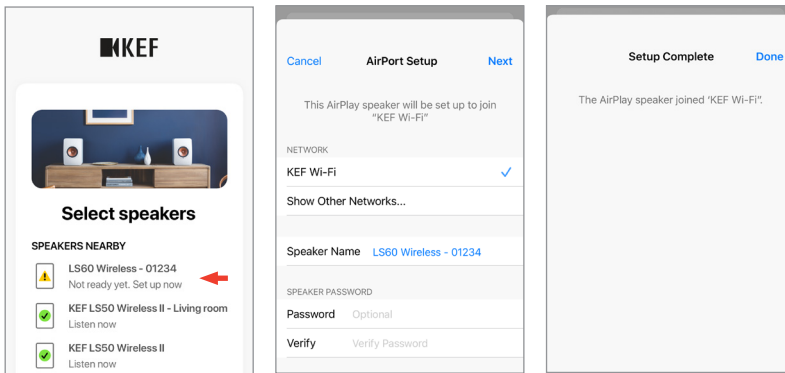 KEF
Select speakers
SPEAKERS NEARBY
LS60 Wireless - 01234
Not ready yet. Set up now
KEF LS50 Wireless II - Living room
Listen now
KEF LS50 Wireless II
Listen now
Cancel AirPort Setup Next
This AirPlay speaker will be set up to join
“KEF Wi-Fi”
NETWORK
KEF Wi-Fi
Show Other Networks...
Speaker Name LS60 Wireless - 01234
SPEAKER PASSWORD
Password Optional
Verify Verify Password
Setup Complete Done
The AirPlay speaker joined ‘KEF Wi-Fi”.